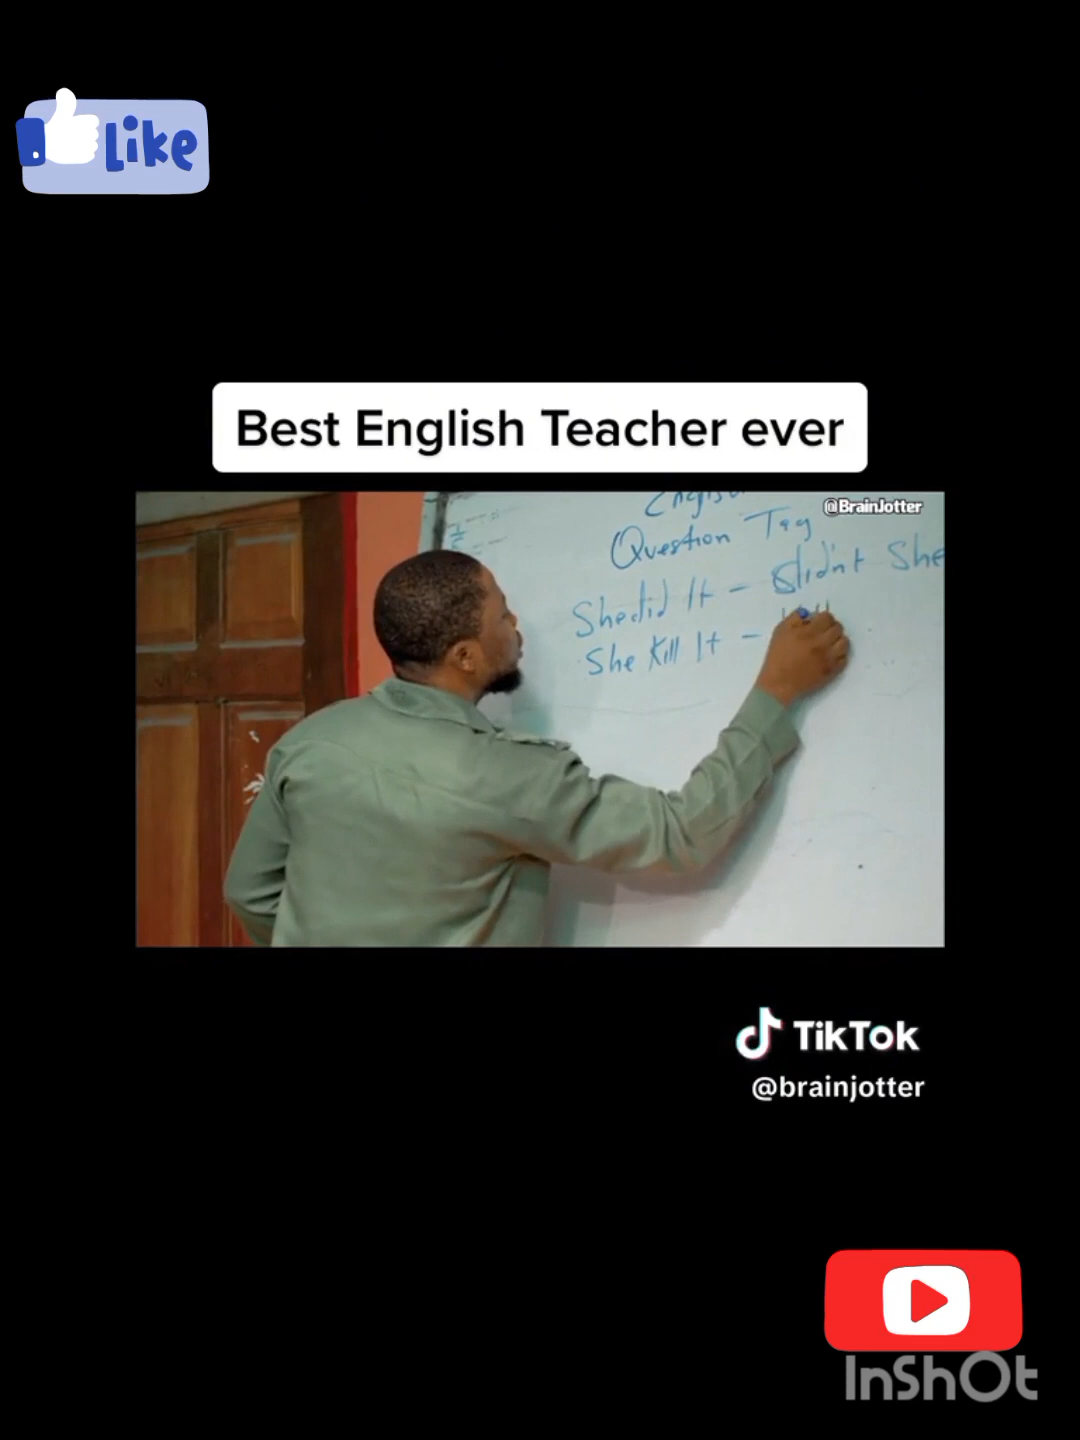 Like
Best English Teacher ever
@BrainJotter
Question Tag
She did It - didn't She
She Kill It -
TikTok
@brainjotter
InShOt